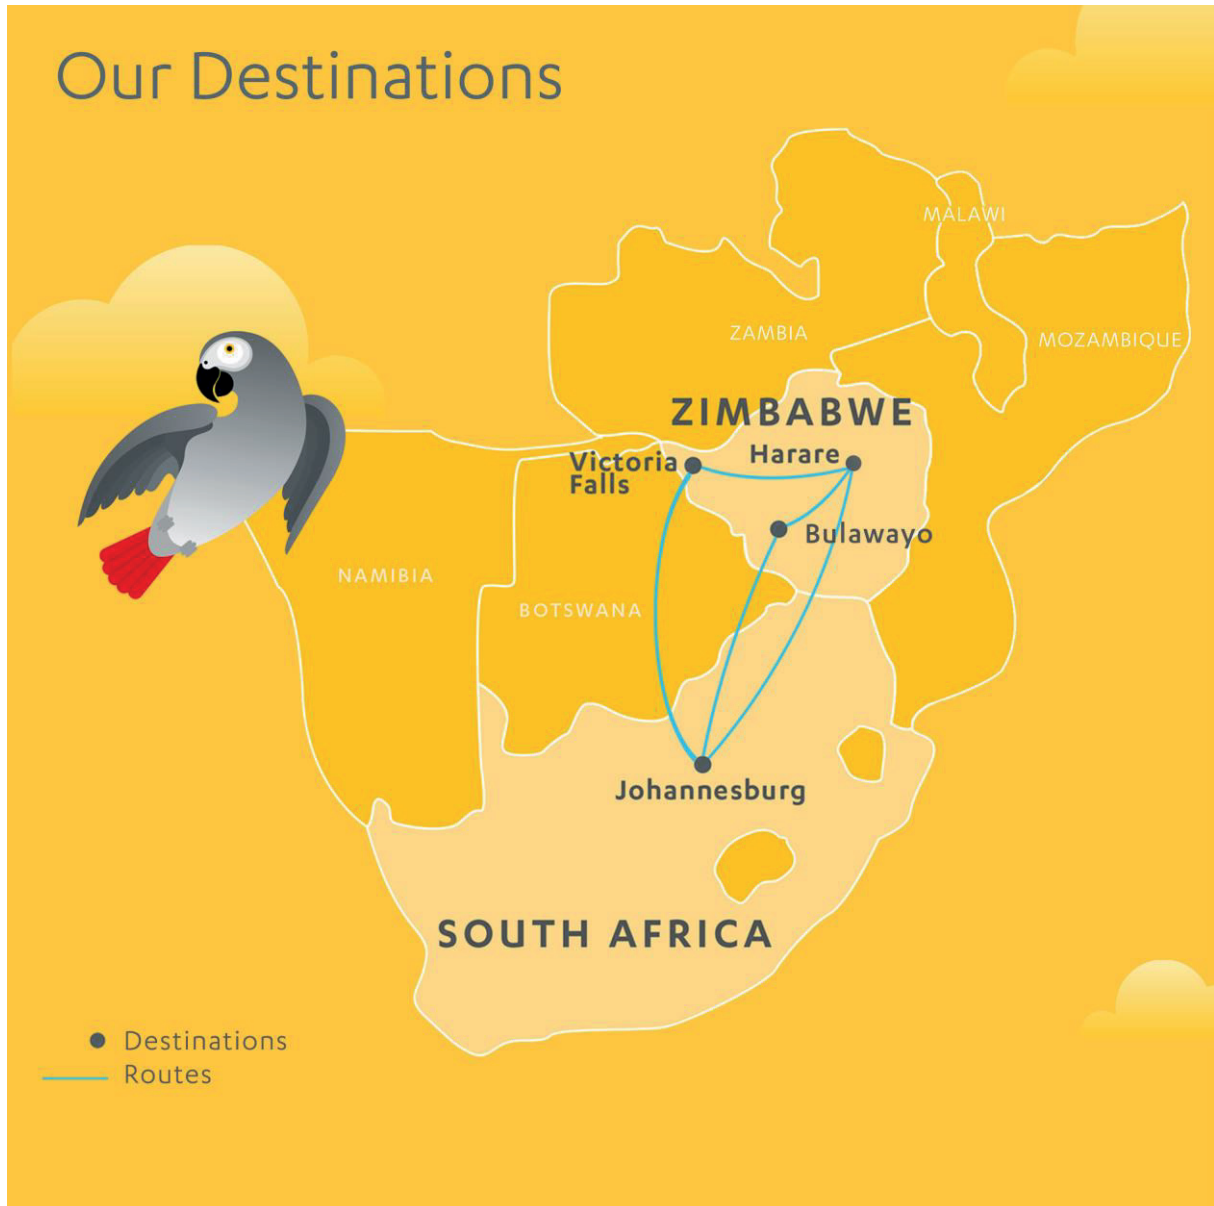 Our Destinations
MALAWI
ZAMBIA
MOZAMBIQUE
ZIMBABWE
Harare
Victoria
Falls
Bulawayo
NAMIBIA
BOTSWANA
Johannesburg
SOUTH AFRICA
Destinations
Routes